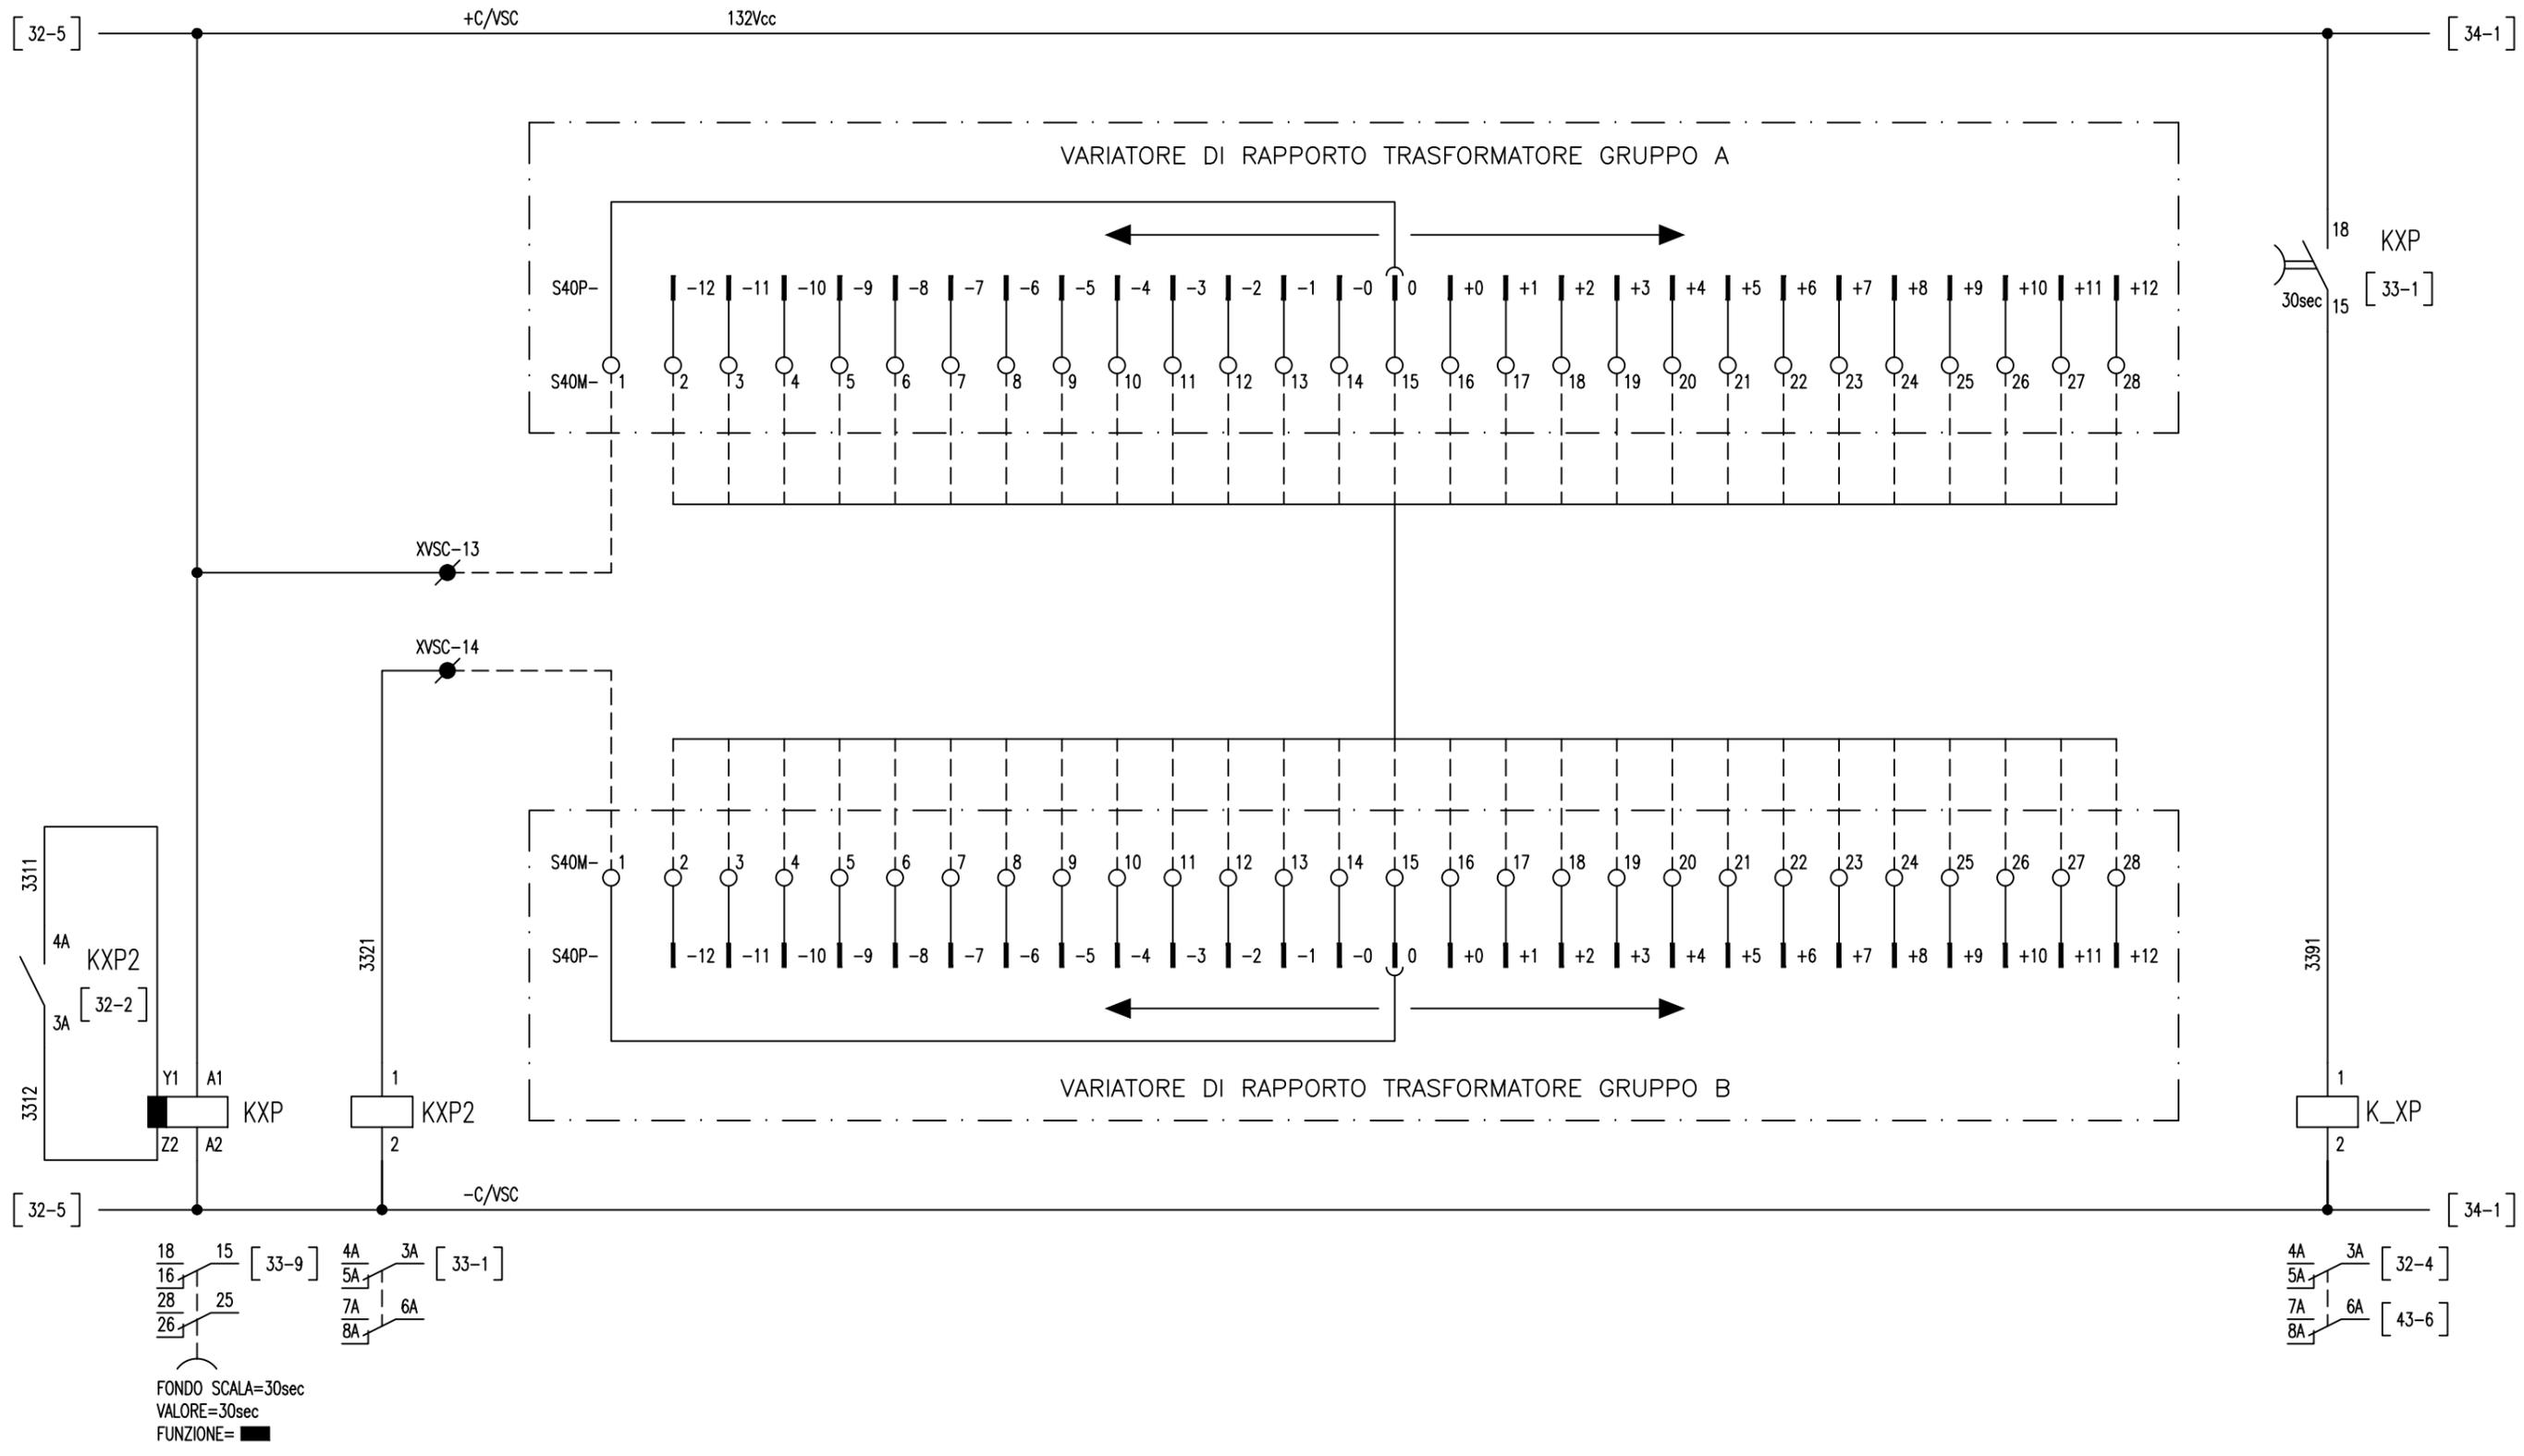 32-5 +C/VSC 132Vcc 34-1
VARIATORE DI RAPPORTO TRASFORMATORE GRUPPO A
18
KXP
S40P- -12 -11 -10 -9 -8 -7 -6 -5 -4 -3 -2 -1 -0 0 +0 +1 +2 +3 +4 +5 +6 +7 +8 +9 +10 +11 +12
30sec 15 33-1
S40M- 1 2 3 4 5 6 7 8 9 10 11 12 13 14 15 16 17 18 19 20 21 22 23 24 25 26 27 28
XVSC-13
XVSC-14
S40M- 1 2 3 4 5 6 7 8 9 10 11 12 13 14 15 16 17 18 19 20 21 22 23 24 25 26 27 28
3311
4A
KXP2
32-2
3A
3321
S40P- -12 -11 -10 -9 -8 -7 -6 -5 -4 -3 -2 -1 -0 0 +0 +1 +2 +3 +4 +5 +6 +7 +8 +9 +10 +11 +12
3391
VARIATORE DI RAPPORTO TRASFORMATORE GRUPPO B
3312
Y1 A1
KXP
Z2 A2
1
KXP2
2
1
K_XP
2
32-5 -C/VSC 34-1
18 15 33-9
16
28 25
26
4A 3A 33-1
5A
7A 6A
8A
4A 3A 32-4
5A
7A 6A 43-6
8A
FONDO SCALA=30sec
VALORE=30sec
FUNZIONE=